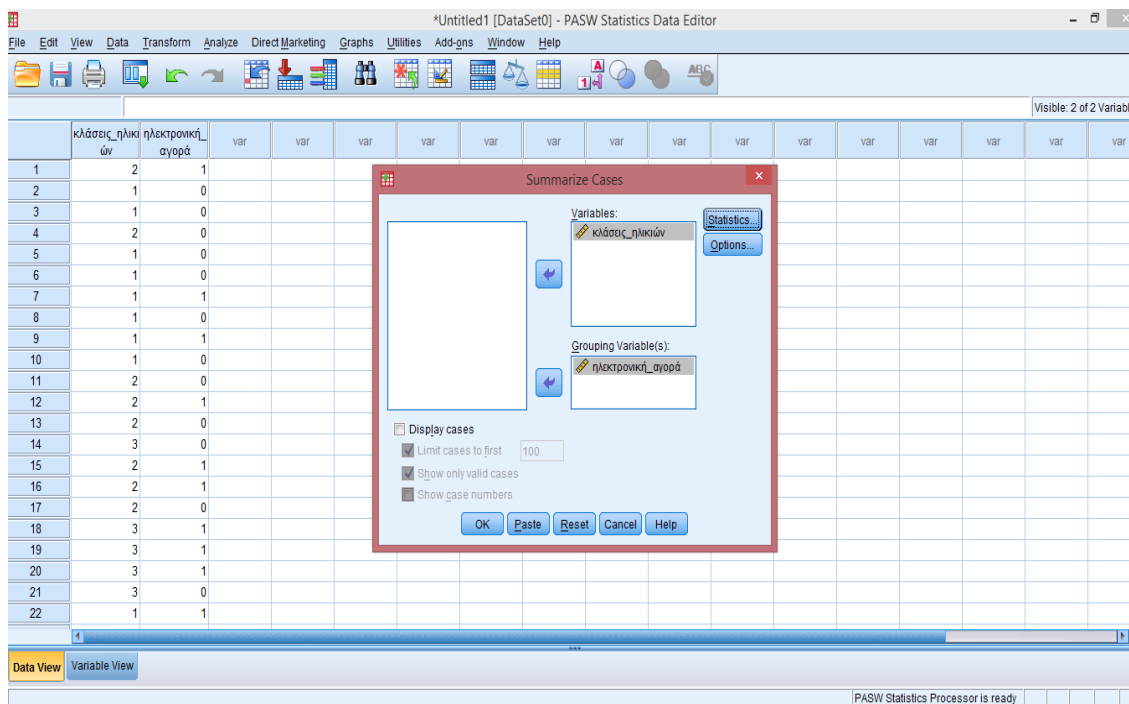 *Untitled1 [DataSet0] - PASW Statistics Data Editor
File Edit View Data Transform Analyze Direct Marketing Graphs Utilities Add-ons Window Help
Visible: 2 of 2 Variabl
κλάσεις_ηλικι ηλεκτρονική_ var var var var var var var var var var var var var var var
ών αγορά
1 2 1
2 1 0
3 1 0
4 2 0
5 1 0
6 1 0
7 1 1
8 1 0
9 1 1
10 1 0
11 2 0
12 2 1
13 2 0
14 3 0
15 2 1
16 2 1
17 2 0
18 3 1
19 3 1
20 3 1
21 3 0
22 1 1
Summarize Cases
Variables:
κλάσεις_ηλικιών
Statistics...
Options...
Grouping Variable(s):
ηλεκτρονική_αγορά
Display cases
Limit cases to first 100
Show only valid cases
Show case numbers
OK Paste Reset Cancel Help
Data View Variable View
PASW Statistics Processor is ready